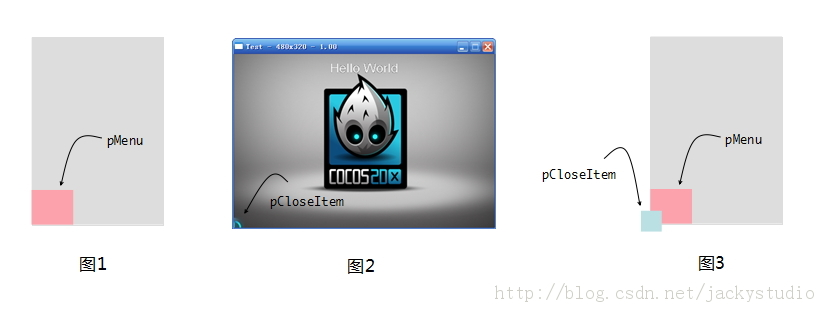 Test - 480x320 - 1.00
Hello World
COCOS2DX
pMenu
pCloseItem
pCloseItem
pMenu
图1
图2
图3
http://blog.csdn.net/jackystudio